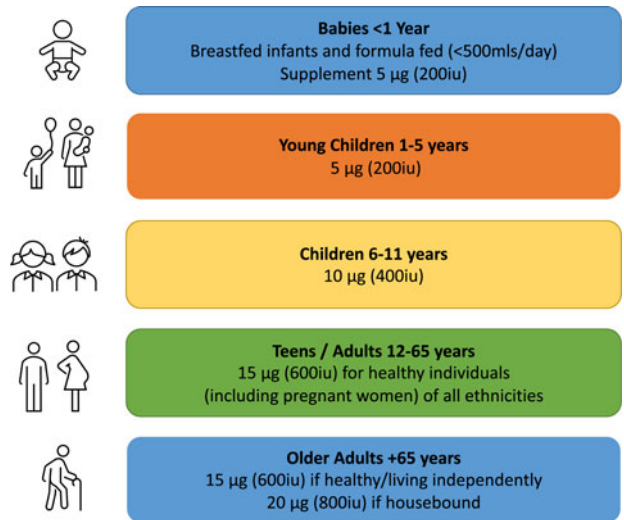 Babies <1 Year
Breastfed infants and formula fed (<500mls/day)
Supplement 5 µg (200iu)
Young Children 1-5 years
5 µg (200iu)
Children 6-11 years
10 µg (400iu)
Teens / Adults 12-65 years
15 µg (600iu) for healthy individuals
(including pregnant women) of all ethnicities
Older Adults +65 years
15 µg (600iu) if healthy/living independently
20 µg (800iu) if housebound